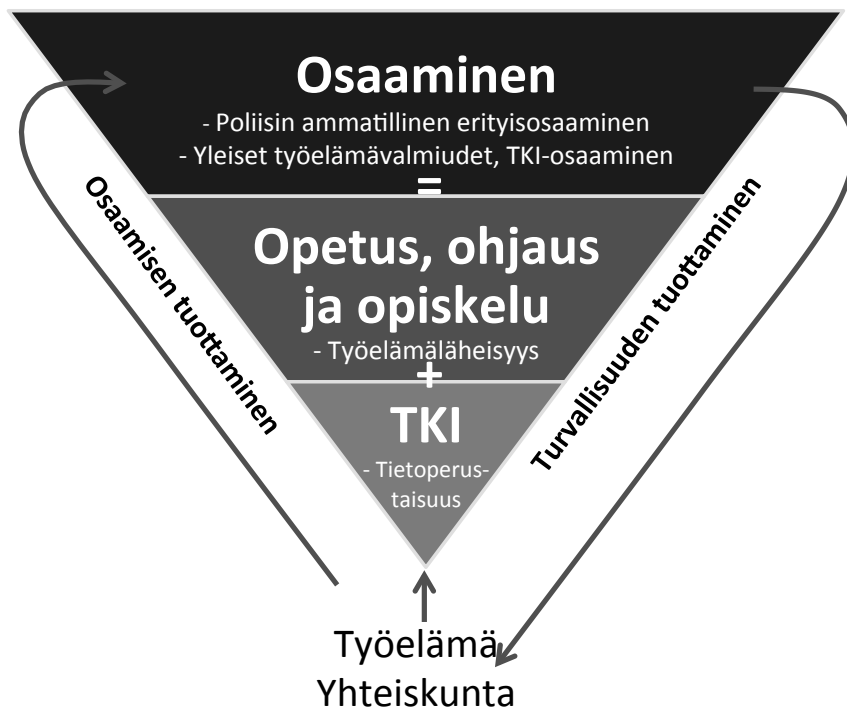 Osaaminen
- Poliisin ammatillinen erityisosaaminen
- Yleiset työelämävalmiudet, TKI-osaaminen
=
Opetus, ohjaus
ja opiskelu
- Työelämäläheisyys
+
TKI
- Tietoperus-
taisuus
Osaamisen tuottaminen
Turvallisuuden tuottaminen
Työelämä
Yhteiskunta